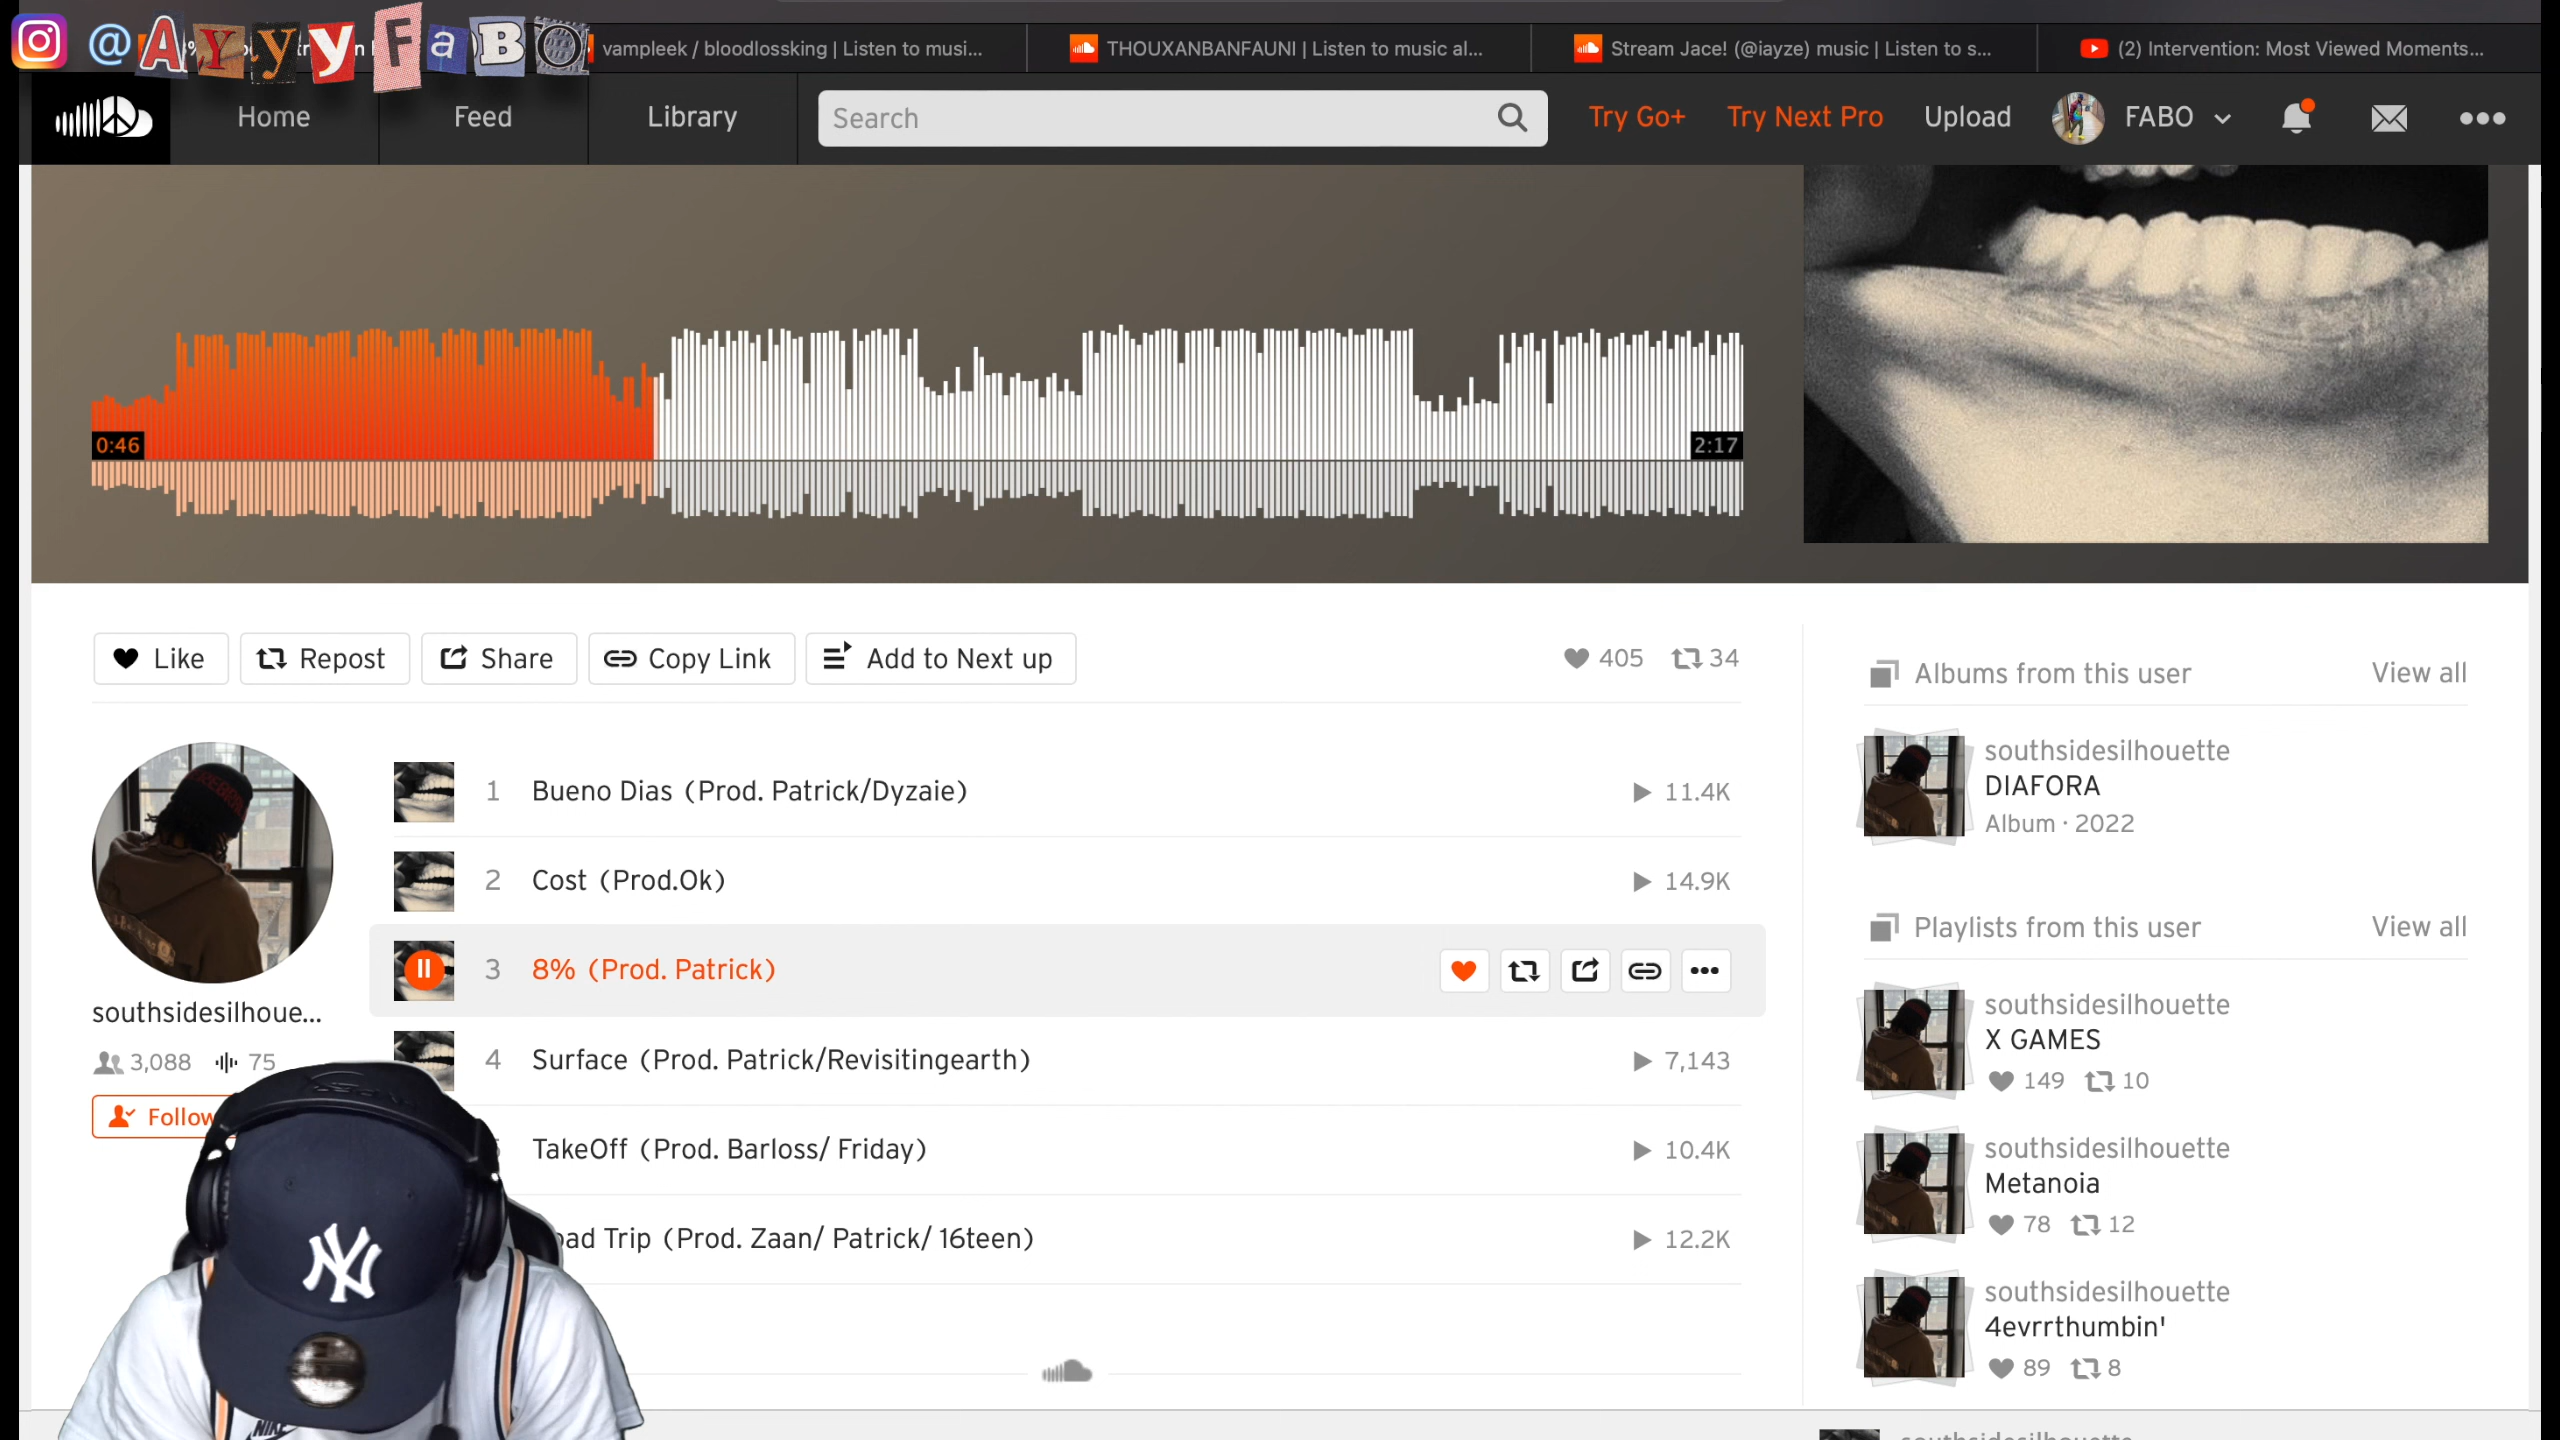 @AyyyFaBO
vampleek / bloodlossking | Listen to musi...
THOUXANBANFAUNI | Listen to music al...
Stream Jace! (@iayze) music | Listen to s...
(2) Intervention: Most Viewed Moments...
Home
Feed
Library
Search
Try Go+
Try Next Pro
Upload
FABO
0:46
2:17
Like
Repost
Share
Copy Link
Add to Next up
405
34
southsidesilhoue...
3,088
75
Follow
1 Bueno Dias (Prod. Patrick/Dyzaie) 11.4K
2 Cost (Prod.Ok) 14.9K
3 8% (Prod. Patrick)
4 Surface (Prod. Patrick/Revisitingearth) 7,143
TakeOff (Prod. Barloss/ Friday) 10.4K
Trip (Prod. Zaan/ Patrick/ 16teen) 12.2K
Albums from this user
View all
southsidesilhouette
DIAFORA
Album · 2022
Playlists from this user
View all
southsidesilhouette
X GAMES
149 10
southsidesilhouette
Metanoia
78 12
southsidesilhouette
4evrrthumbin'
89 8
NY
NIKE